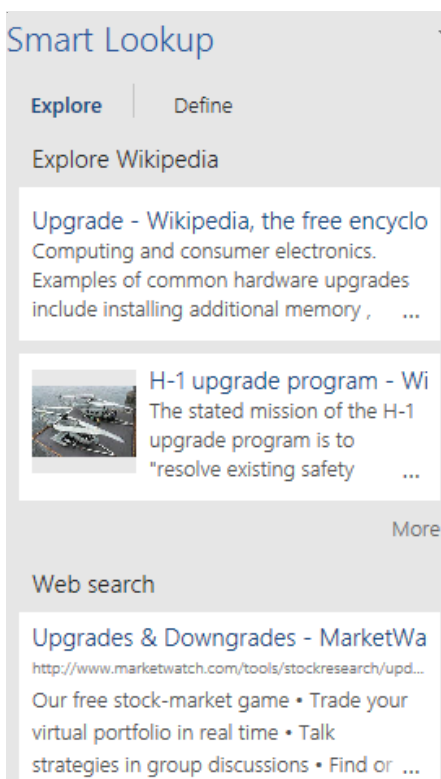 Smart Lookup
Explore Define
Explore Wikipedia
Upgrade - Wikipedia, the free encyclo
Computing and consumer electronics.
Examples of common hardware upgrades
include installing additional memory , ...
H-1 upgrade program - Wi
The stated mission of the H-1
upgrade program is to
"resolve existing safety ...
More
Web search
Upgrades & Downgrades - MarketWa
http://www.marketwatch.com/tools/stockresearch/upd...
Our free stock-market game • Trade your
virtual portfolio in real time • Talk
strategies in group discussions • Find or ...